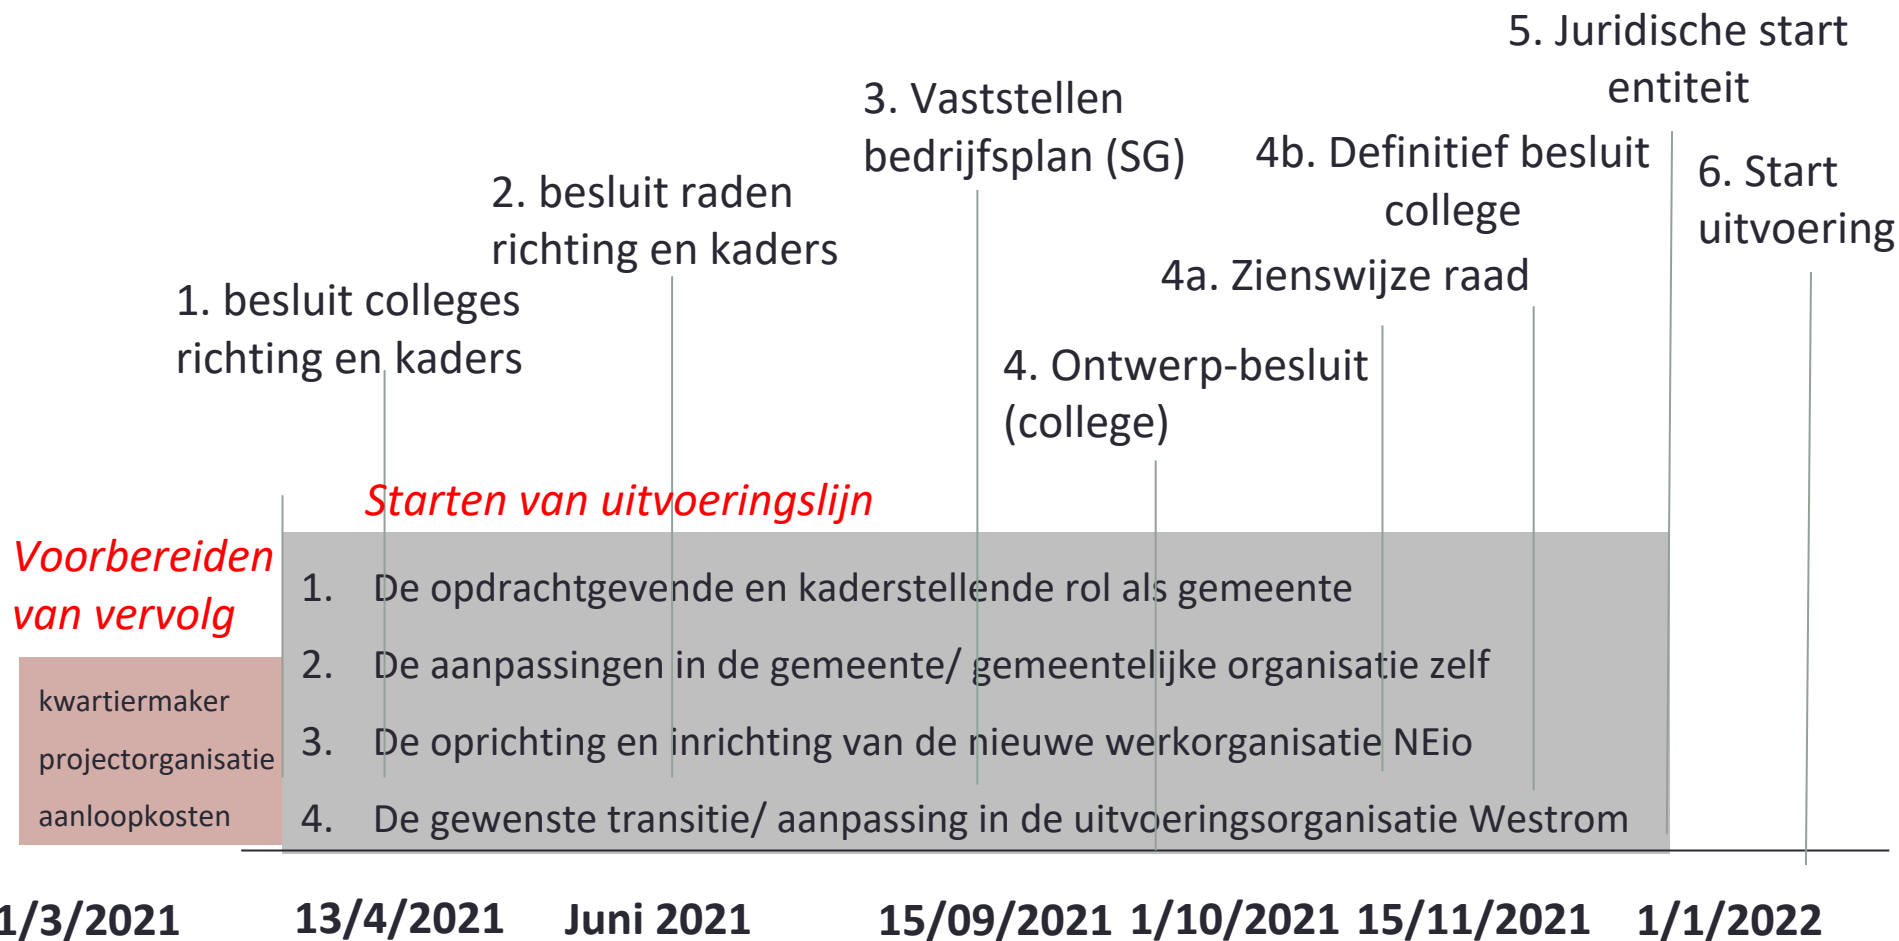 5. Juridische start
entiteit
3. Vaststellen
bedrijfsplan (SG)
4b. Definitief besluit
college
6. Start
uitvoering
2. besluit raden
richting en kaders
4a. Zienswijze raad
1. besluit colleges
richting en kaders
4. Ontwerp-besluit
(college)
Starten van uitvoeringslijn
Voorbereiden
van vervolg
1. De opdrachtgevende en kaderstellende rol als gemeente
2. De aanpassingen in de gemeente/ gemeentelijke organisatie zelf
3. De oprichting en inrichting van de nieuwe werkorganisatie NEio
4. De gewenste transitie/ aanpassing in de uitvoeringsorganisatie Westrom
kwartiermaker
projectorganisatie
aanloopkosten
1/3/2021 13/4/2021 Juni 2021 15/09/2021 1/10/2021 15/11/2021 1/1/2022